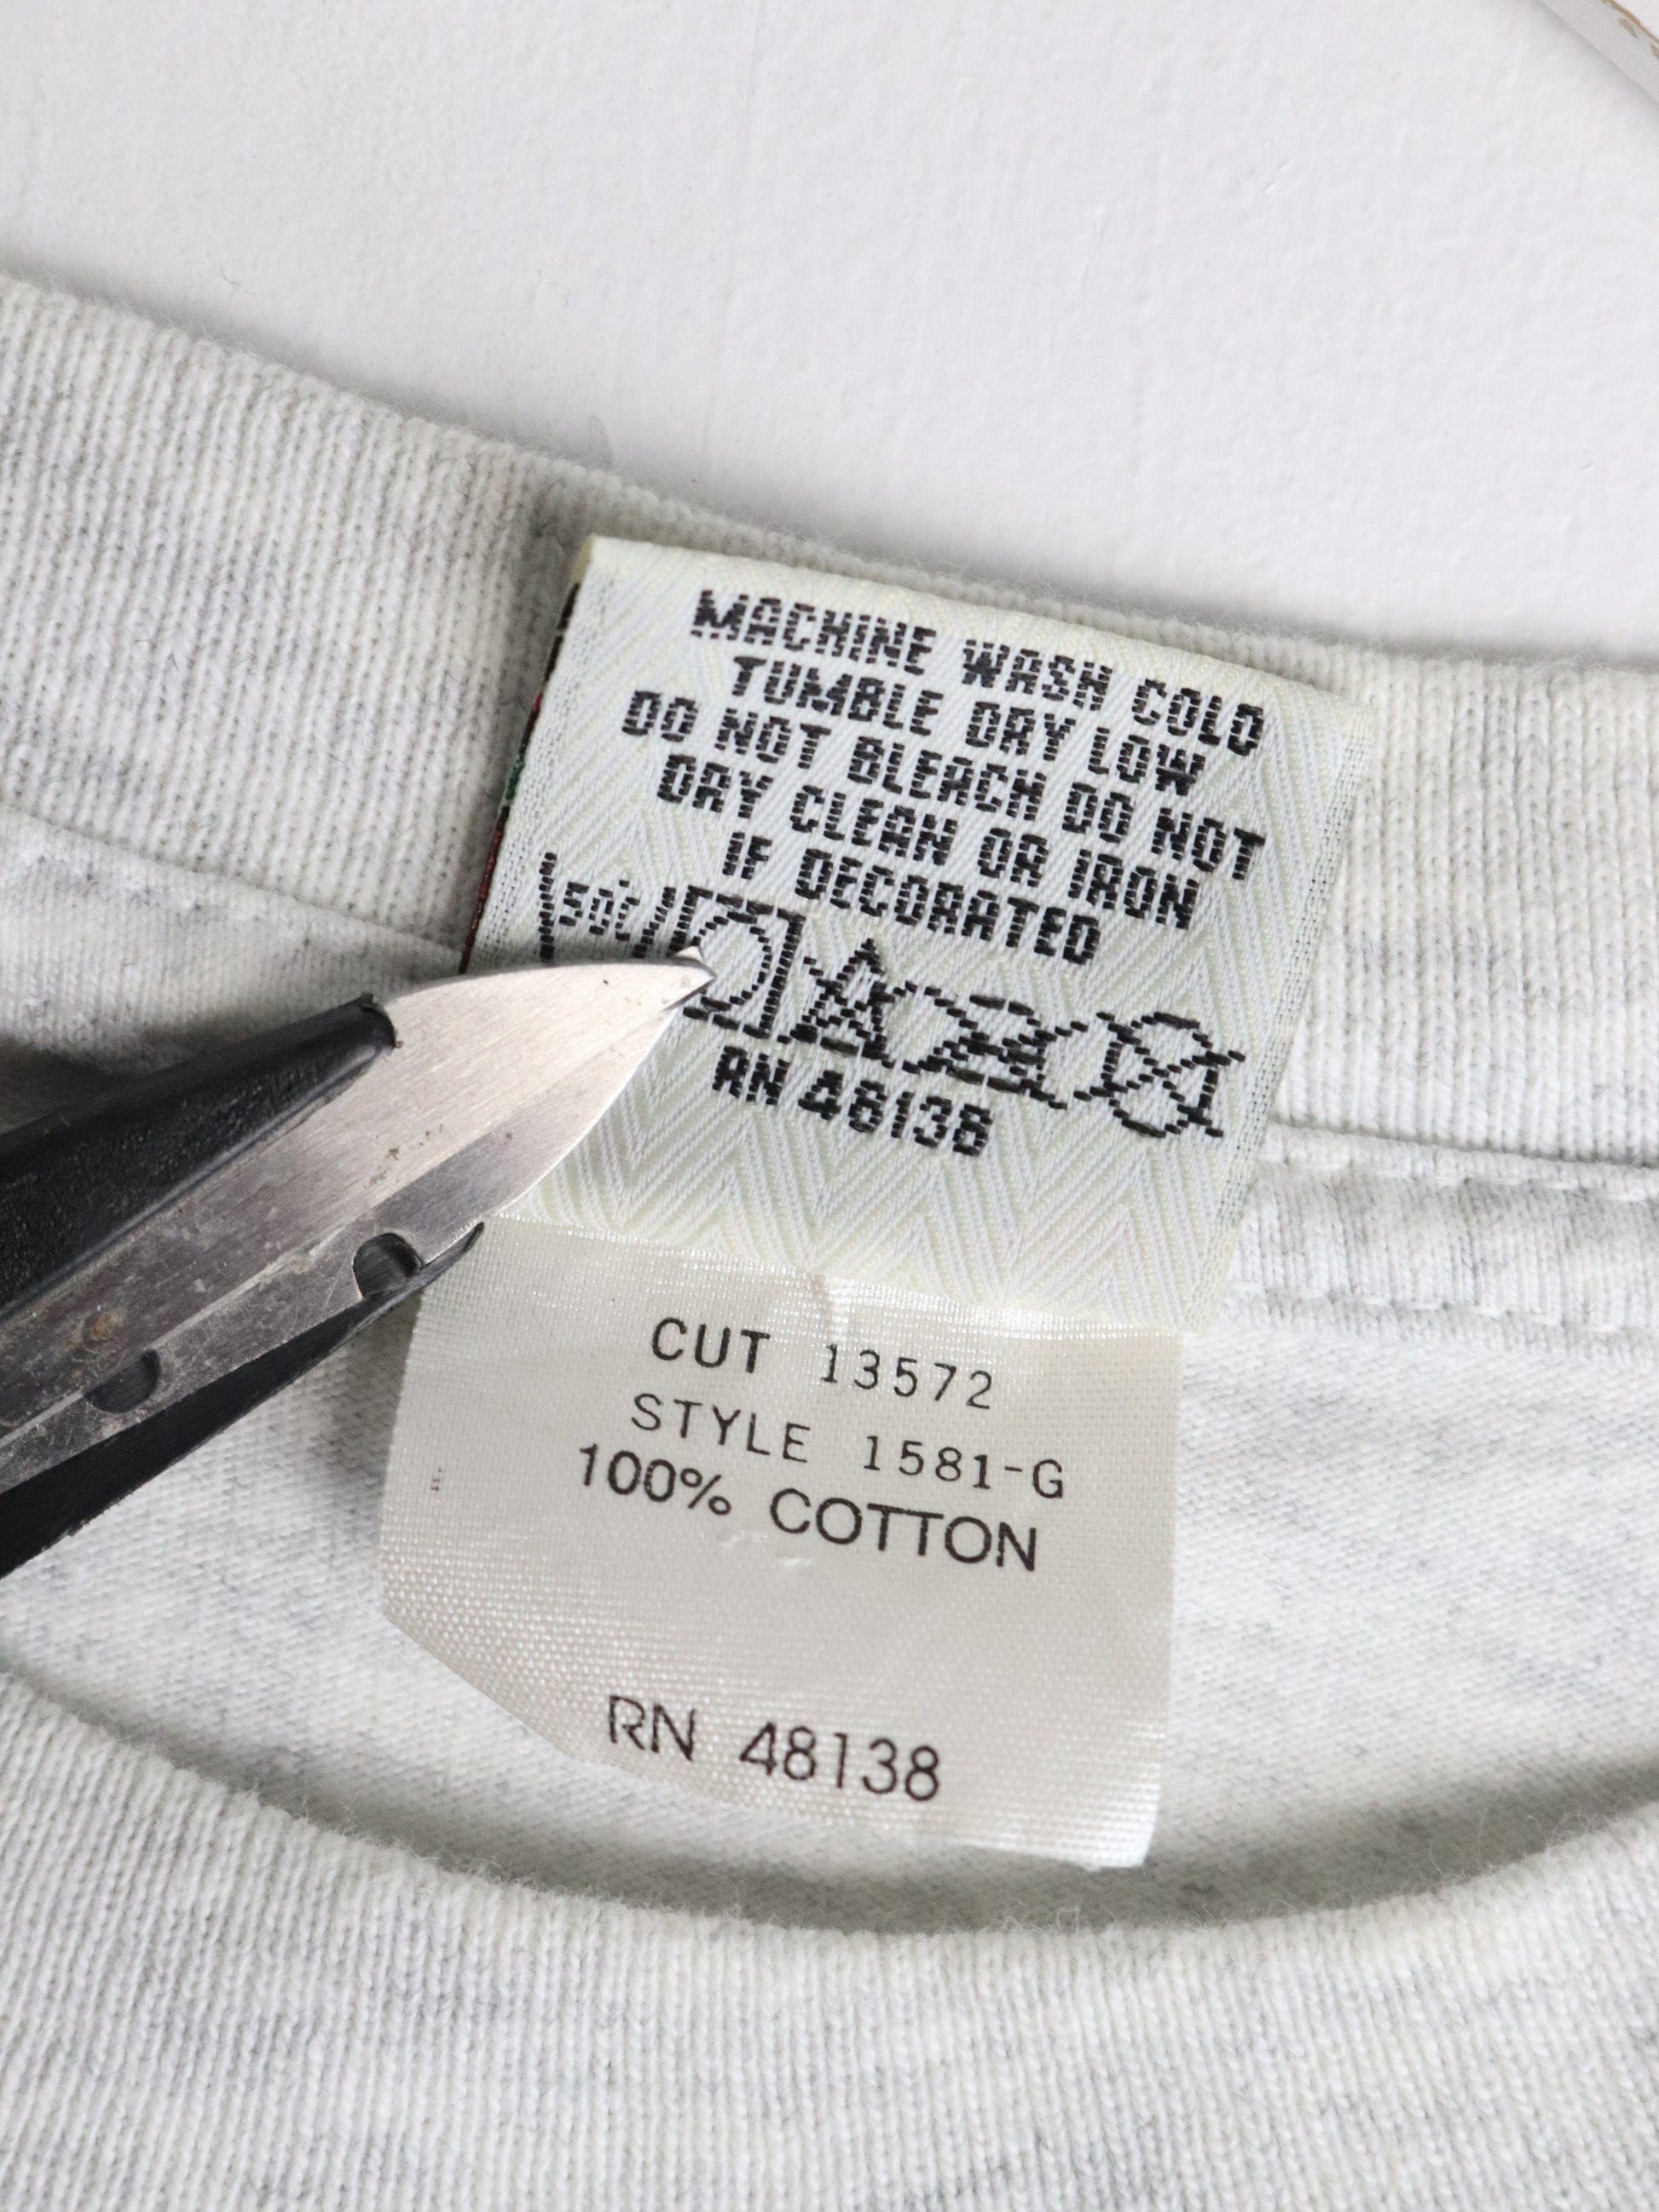 MACHINE WASH COLD
TUMBLE DRY LOW
DO NOT BLEACH DO NOT
DRY CLEAN OR IRON
IF DECORATED
50C
RN 48138
CUT 13572
STYLE 1581-G
100% COTTON
RN 48138